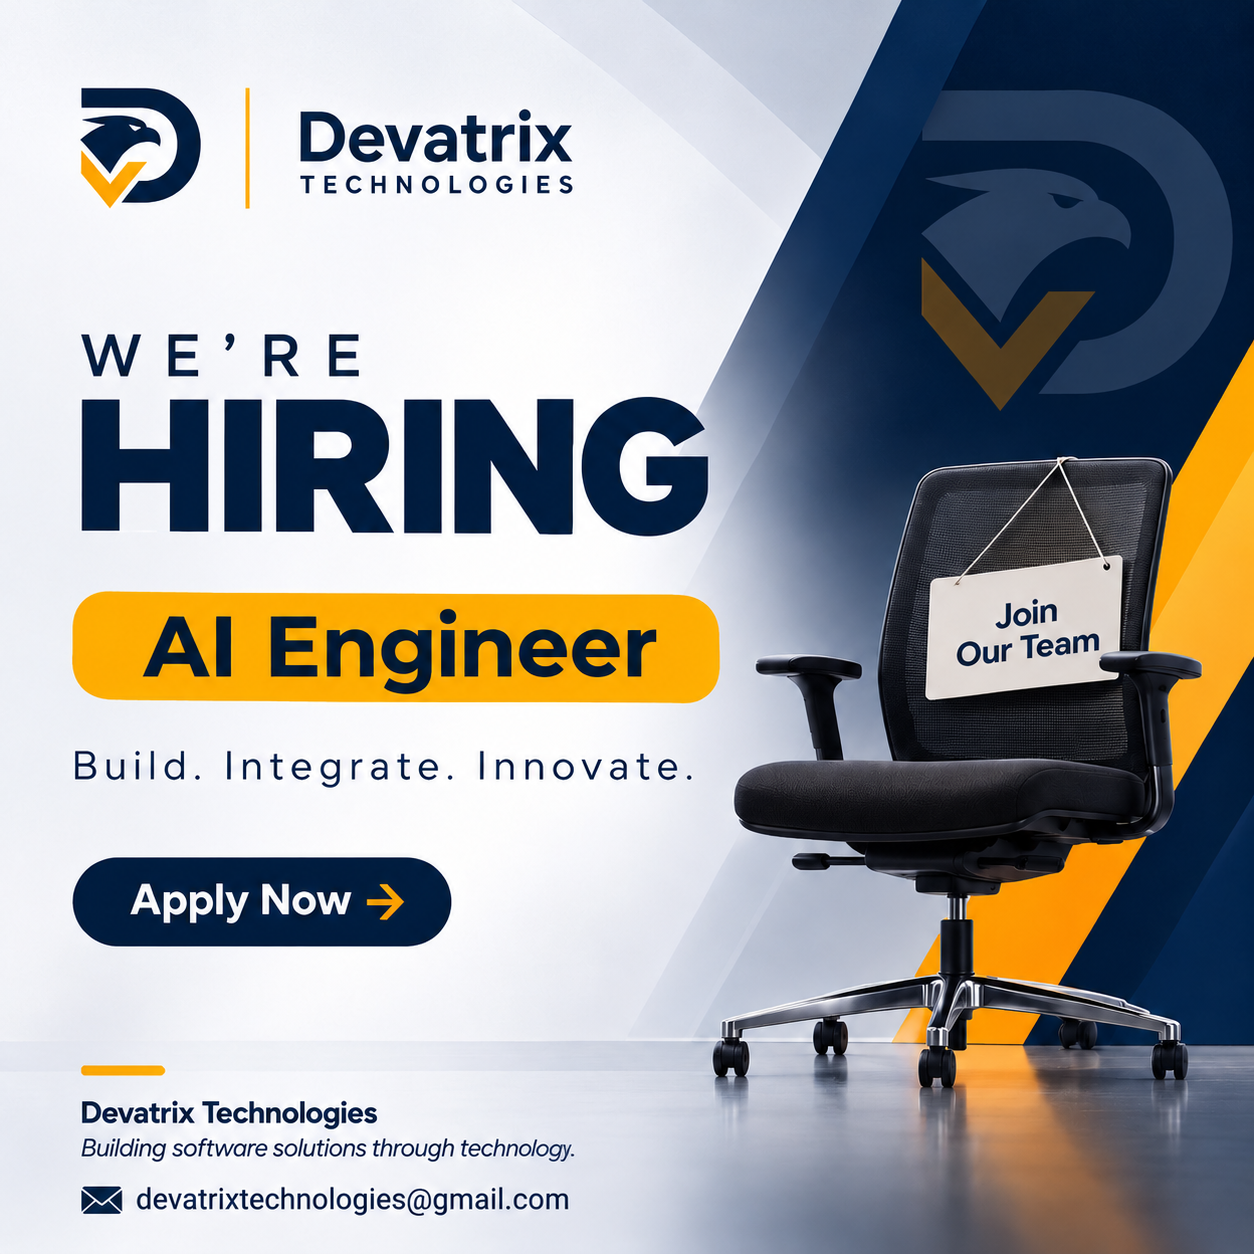 Devatrix
TECHNOLOGIES
WE’RE
HIRING
AI Engineer
Build. Integrate. Innovate.
Apply Now
Join
Our Team
Devatrix Technologies
Building software solutions through technology.
devatrixtechnologies@gmail.com